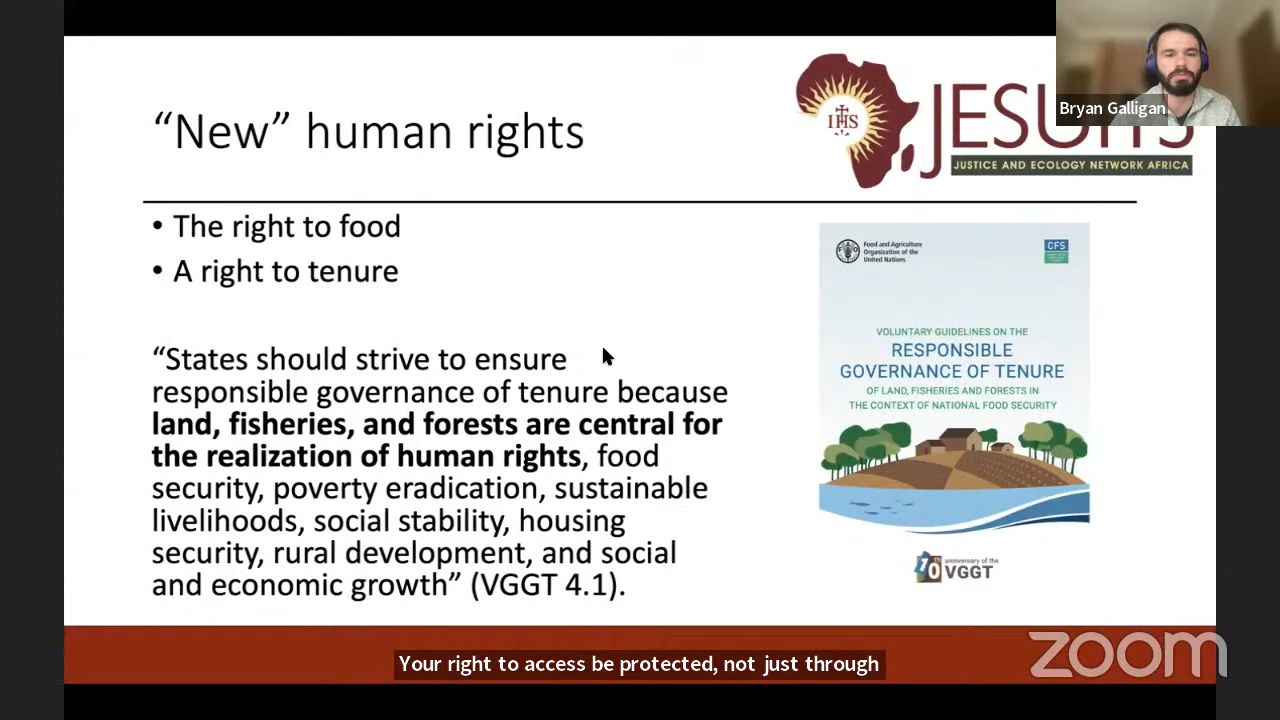 “New” human rights
IHS
JESUITS
JUSTICE AND ECOLOGY NETWORK AFRICA
Bryan Galligan
• The right to food
• A right to tenure
“States should strive to ensure
responsible governance of tenure because
land, fisheries, and forests are central for
the realization of human rights, food
security, poverty eradication, sustainable
livelihoods, social stability, housing
security, rural development, and social
and economic growth” (VGGT 4.1).
Food and Agriculture
Organization of the
United Nations
CFS
VOLUNTARY GUIDELINES ON THE
RESPONSIBLE
GOVERNANCE OF TENURE
OF LAND, FISHERIES AND FORESTS IN
THE CONTEXT OF NATIONAL FOOD SECURITY
10
anniversary of the
VGGT
Your right to access be protected, not just through
zoom